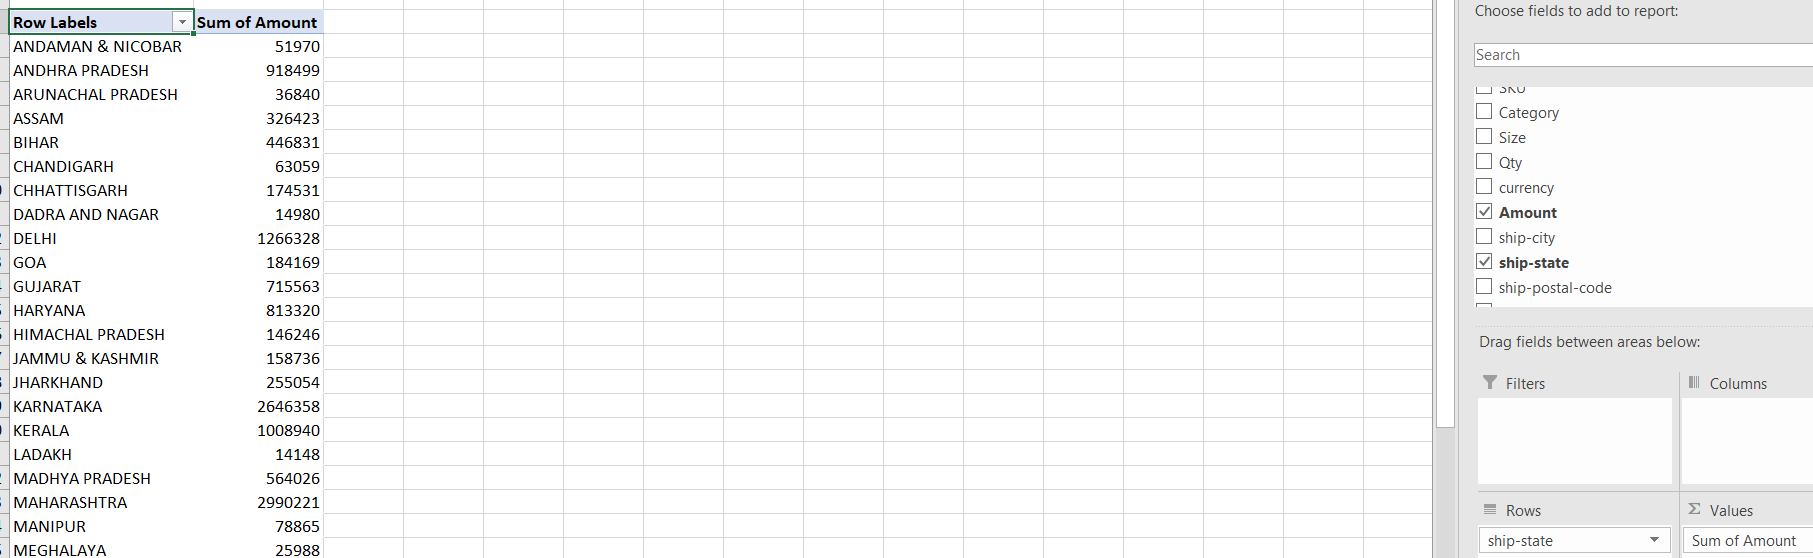 Row Labels Sum of Amount
ANDAMAN & NICOBAR 51970
ANDHRA PRADESH 918499
ARUNACHAL PRADESH 36840
ASSAM 326423
BIHAR 446831
CHANDIGARH 63059
CHHATTISGARH 174531
DADRA AND NAGAR 14980
DELHI 1266328
GOA 184169
GUJARAT 715563
HARYANA 813320
HIMACHAL PRADESH 146246
JAMMU & KASHMIR 158736
JHARKHAND 255054
KARNATAKA 2646358
KERALA 1008940
LADAKH 14148
MADHYA PRADESH 564026
MAHARASHTRA 2990221
MANIPUR 78865
MEGHALAYA 25988
Choose fields to add to report:
Search
SKU
Category
Size
Qty
currency
Amount
ship-city
ship-state
ship-postal-code
Drag fields between areas below:
Filters
Columns
Rows
Σ Values
ship-state
Sum of Amount